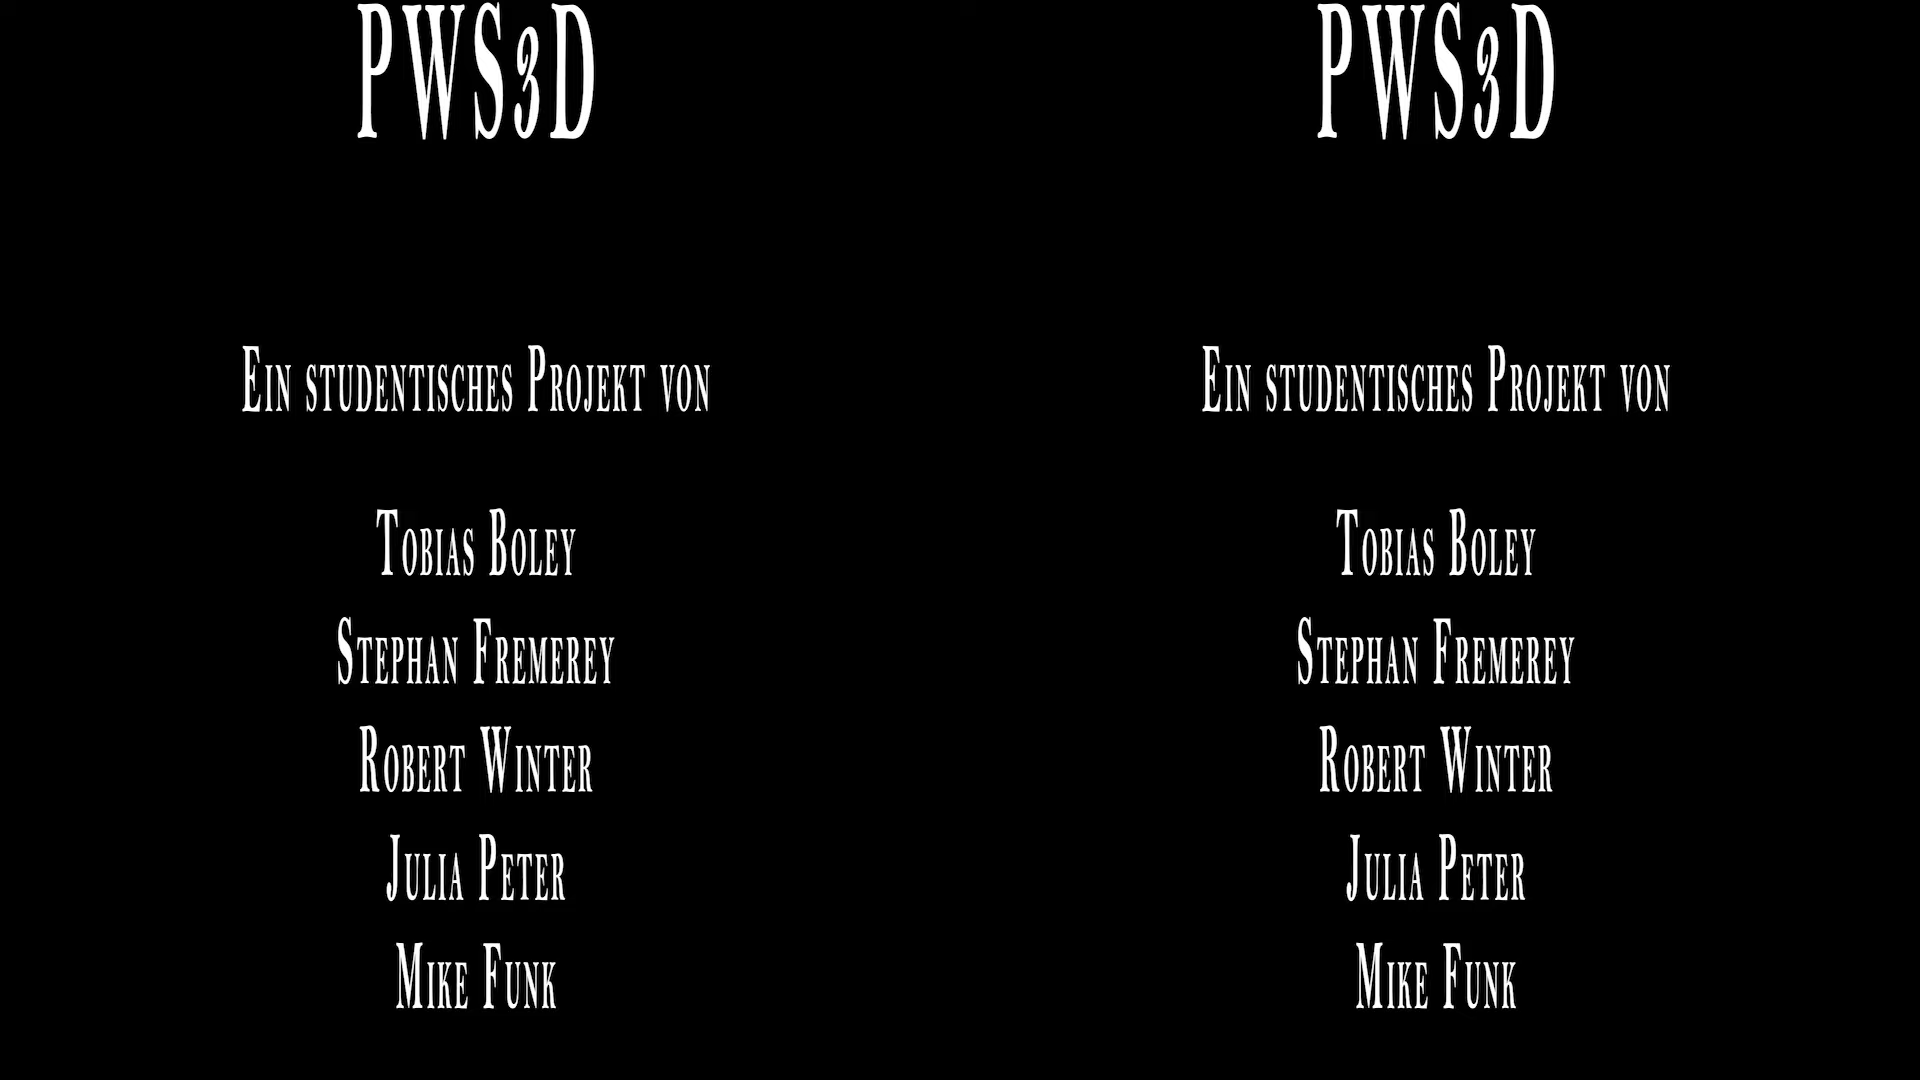 PWS3D
Ein studentisches Projekt von
Tobias Boley
Stephan Fremerey
Robert Winter
Julia Peter
Mike Funk
PWS3D
Ein studentisches Projekt von
Tobias Boley
Stephan Fremerey
Robert Winter
Julia Peter
Mike Funk